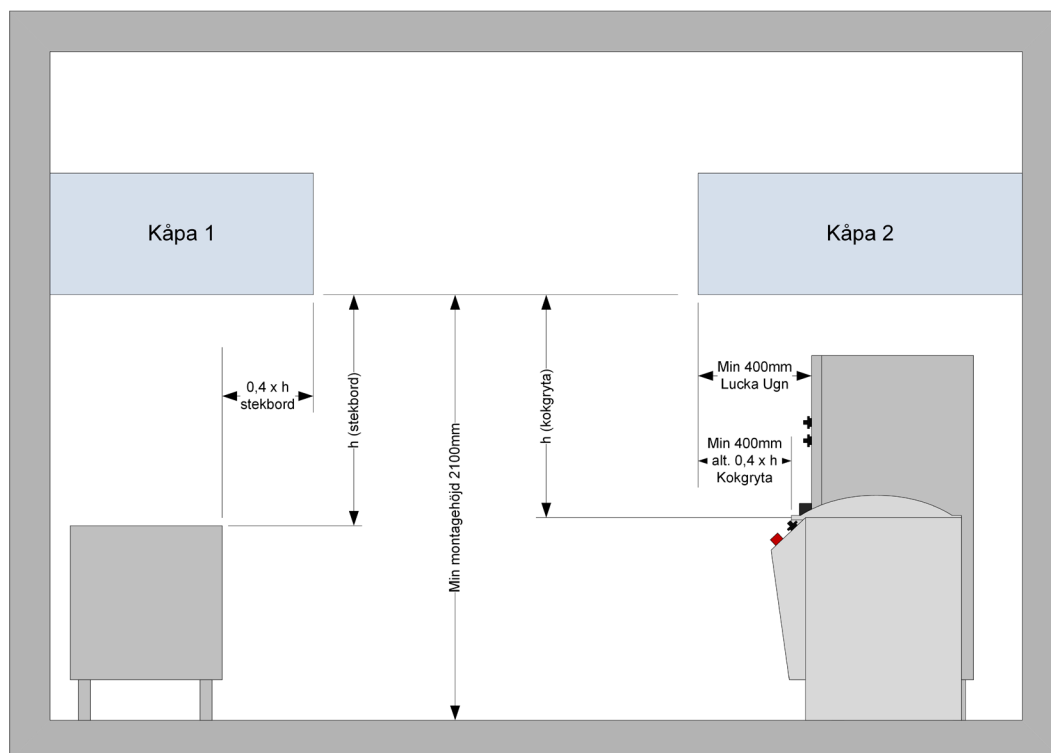 Kåpa 1
Kåpa 2
0,4 x h
stekbord
h (stekbord)
Min montagehöjd 2100mm
h (kokgryta)
Min 400mm
Lucka Ugn
Min 400mm
alt. 0,4 x h
Kokgryta